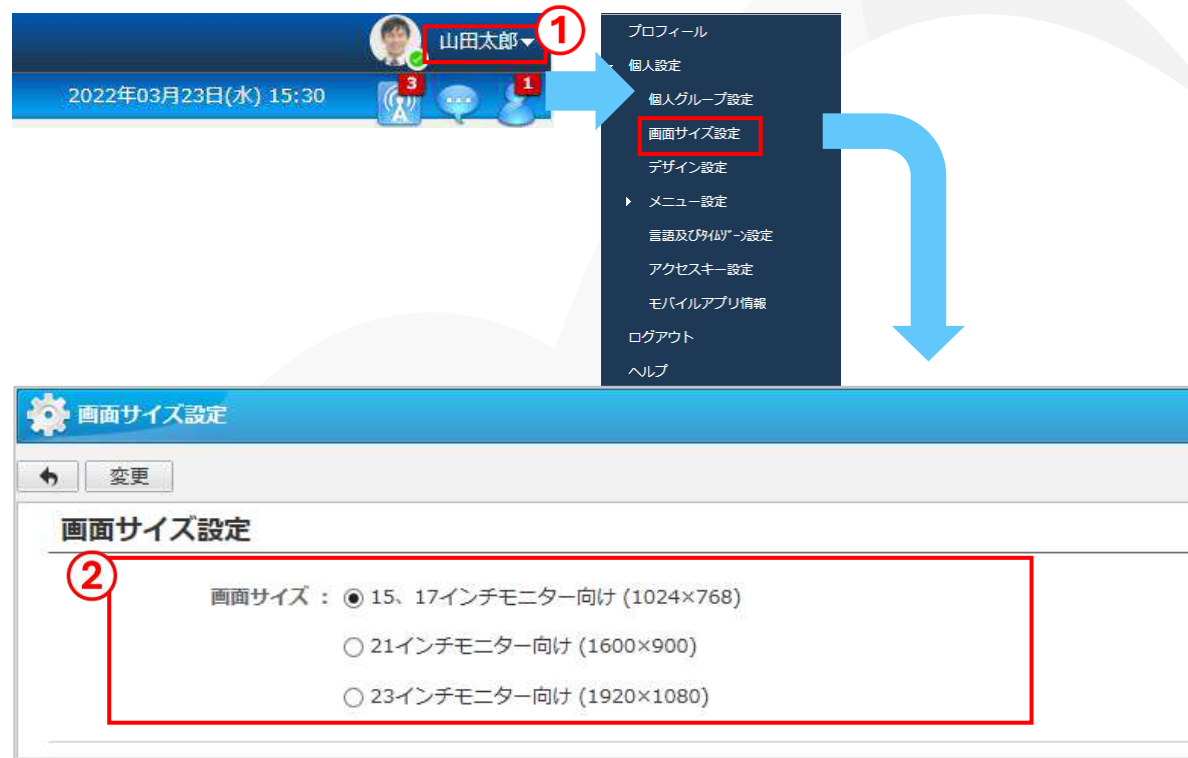 山田太郎▼
①
2022年03月23日(水) 15:30
3
1
プロフィール
個人設定
個人グループ設定
画面サイズ設定
デザイン設定
メニュー設定
言語及びﾀｲﾑｿﾞｰﾝ設定
アクセスキー設定
モバイルアプリ情報
ログアウト
ヘルプ
画面サイズ設定
変更
画面サイズ設定
②
画面サイズ : 15、17インチモニター向け (1024×768)
21インチモニター向け (1600×900)
23インチモニター向け (1920×1080)